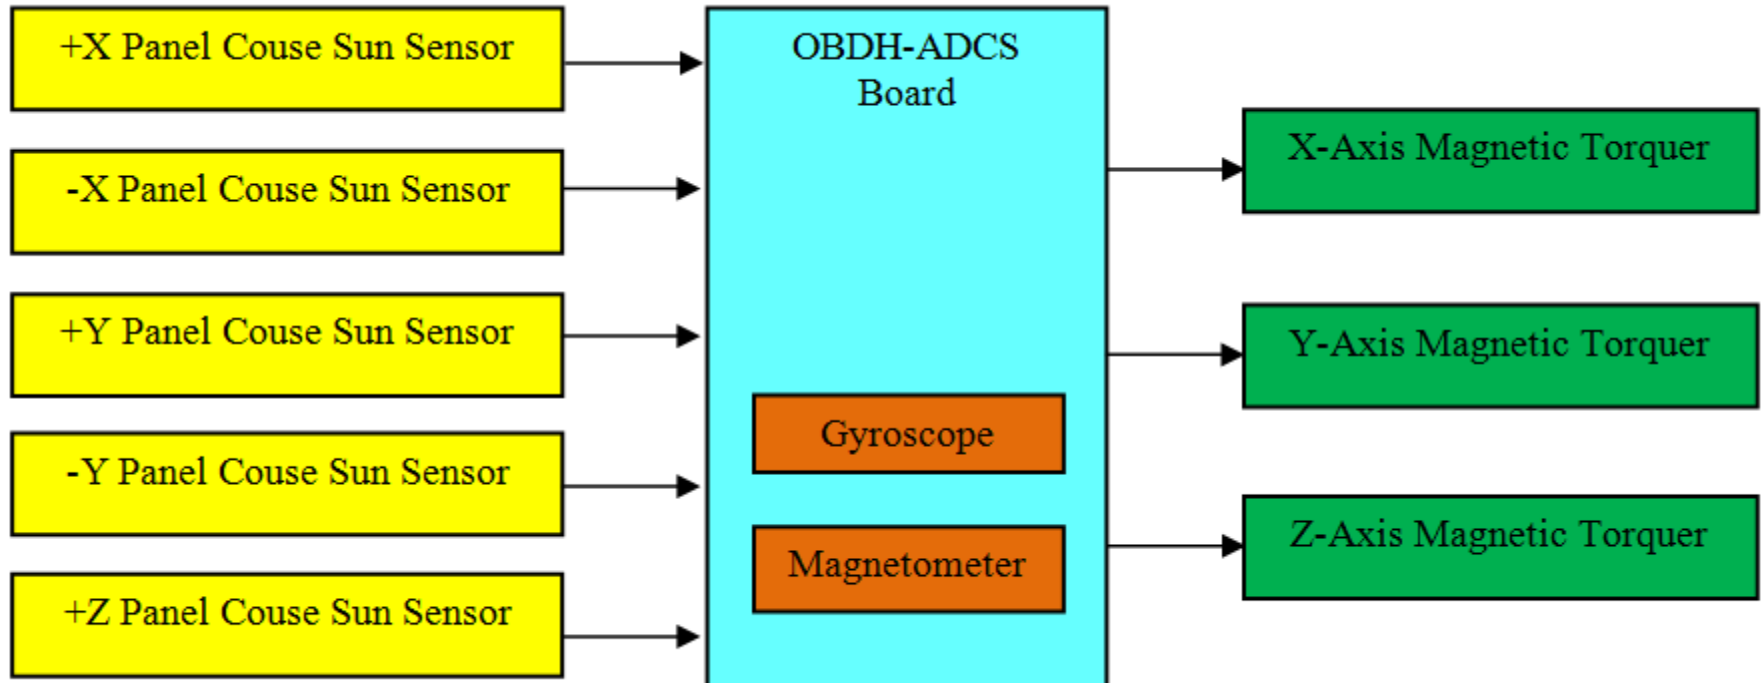 +X Panel Couse Sun Sensor
-X Panel Couse Sun Sensor
+Y Panel Couse Sun Sensor
-Y Panel Couse Sun Sensor
+Z Panel Couse Sun Sensor
OBDH-ADCS
Board
Gyroscope
Magnetometer
X-Axis Magnetic Torquer
Y-Axis Magnetic Torquer
Z-Axis Magnetic Torquer